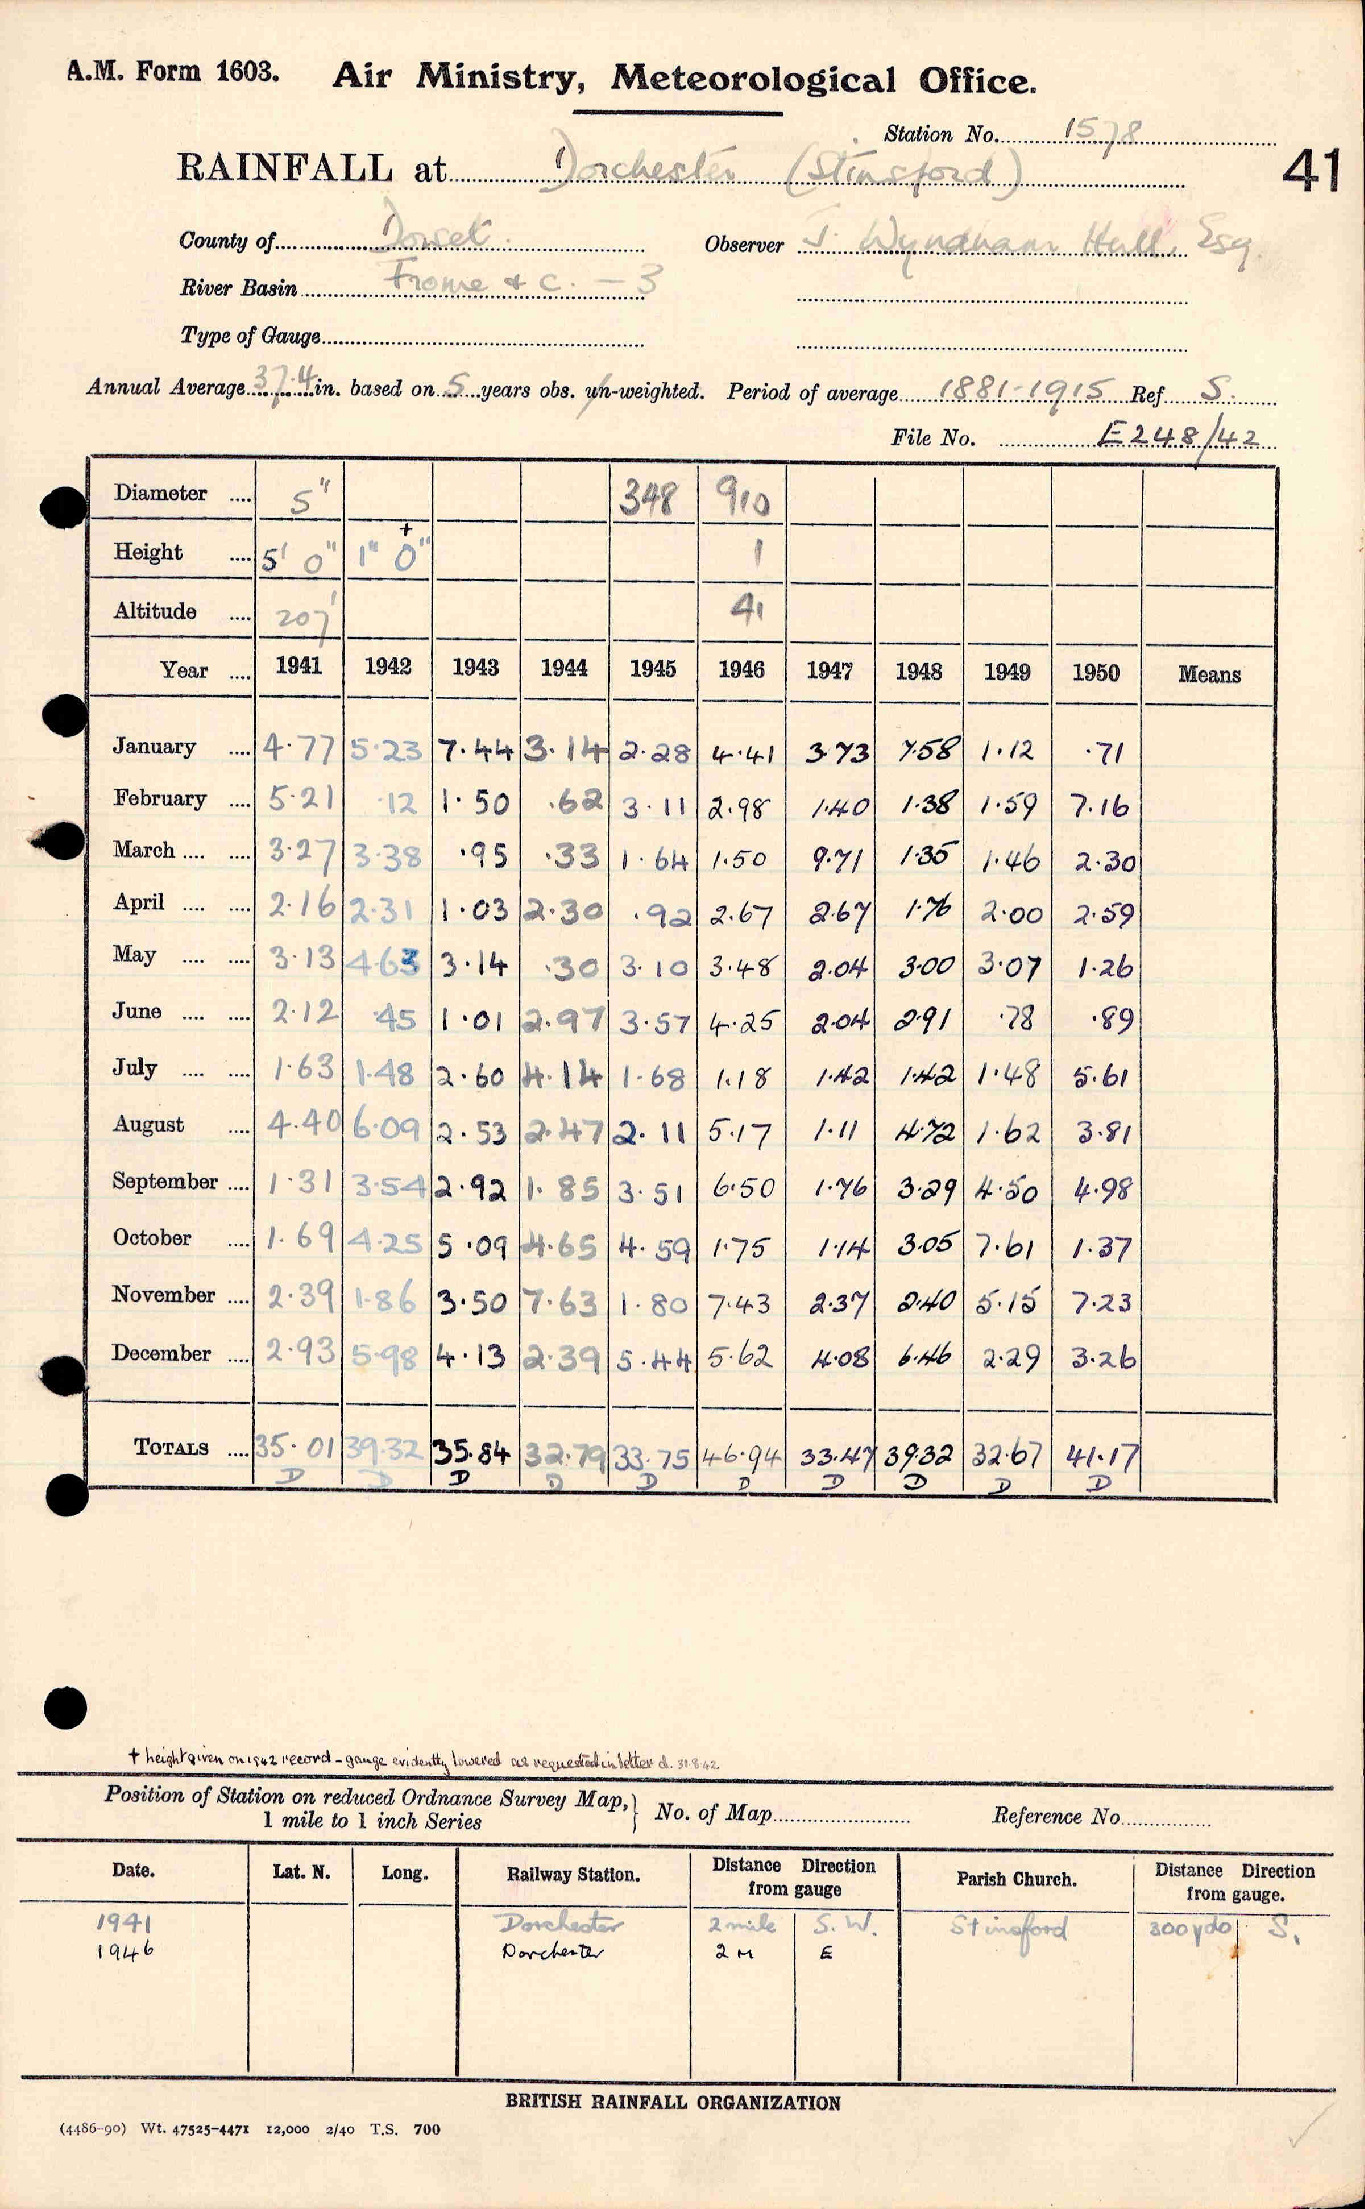 A.M. Form 1603. Air Ministry, Meteorological Office.
Station No. 1578
RAINFALL at Dorchester (Stinsford)
41
County of Dorset. Observer J. Wyndham Hull, Esq.
River Basin Frome & c. - 3
Type of Gauge
Annual Average 37.4 in. based on 5 years obs. un-weighted. Period of average 1881-1915 Ref S.
File No. E248/42
Diameter .... 5" 348 910
Height .... 5' 0" 1" 0" + 1
Altitude .... 207' 41
Year .... 1941 1942 1943 1944 1945 1946 1947 1948 1949 1950 Means
January .... 4.77 5.23 7.44 3.14 2.28 4.41 3.73 7.58 1.12 .71
February .... 5.21 .12 1.50 .62 3.11 2.98 1.40 1.38 1.59 7.16
March .... .... 3.27 3.38 .95 .33 1.64 1.50 9.71 1.35 1.46 2.30
April .... .... 2.16 2.31 1.03 2.30 .92 2.67 2.67 1.76 2.00 2.59
May .... .... 3.13 4.63 3.14 .30 3.10 3.48 2.04 3.00 3.07 1.26
June .... .... 2.12 .45 1.01 2.97 3.57 4.25 2.04 2.91 .78 .89
July .... .... 1.63 1.48 2.60 4.14 1.68 1.18 1.42 1.42 1.48 5.61
August .... 4.40 6.09 2.53 2.47 2.11 5.17 1.11 4.72 1.62 3.81
September .... 1.31 3.54 2.92 1.85 3.51 6.50 1.76 3.29 4.50 4.98
October .... 1.69 4.25 5.09 4.65 4.59 1.75 1.14 3.05 7.61 1.37
November .... 2.39 1.86 3.50 7.63 1.80 7.43 2.37 2.40 5.15 7.23
December .... 2.93 5.98 4.13 2.39 5.44 5.62 4.08 6.46 2.29 3.26
TOTALS .... 35.01 39.32 35.84 32.79 33.75 46.94 33.47 39.32 32.67 41.17
D D D D D D D D D D
+ height given on 1942 record - gauge evidently lowered as requested in letter d. 31.8.42
Position of Station on reduced Ordnance Survey Map, } No. of Map Reference No
1 mile to 1 inch Series
Date. Lat. N. Long. Railway Station. Distance Direction from gauge Parish Church. Distance Direction from gauge.
1941 Dorchester 2 mile S.W. Stinsford 300 yds S.
1946 Dorchester 2 M E
BRITISH RAINFALL ORGANIZATION
(4486-90) Wt. 47525-4471 12,000 2/40 T.S. 700